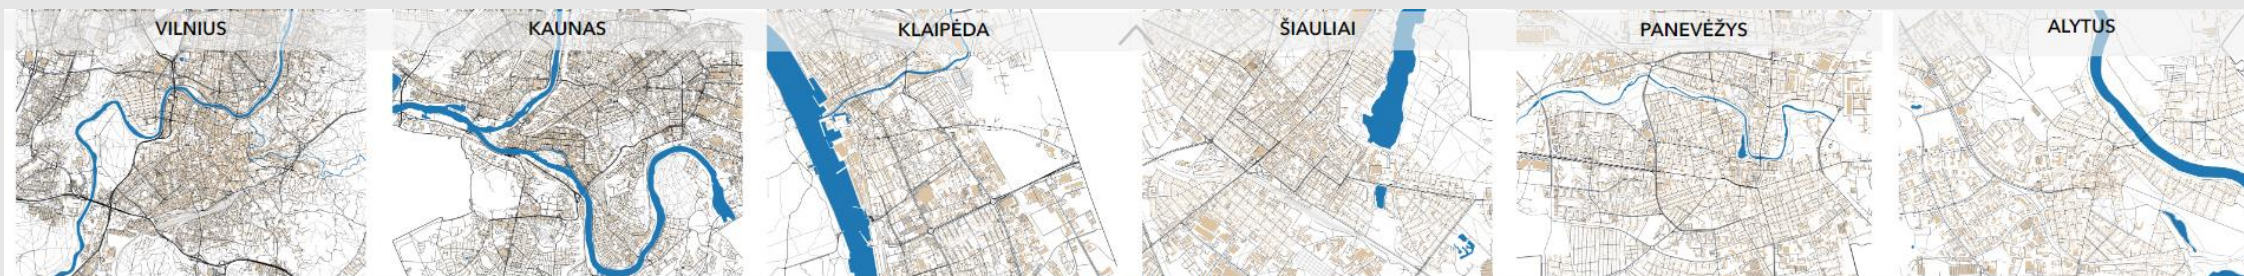 VILNIUS
KAUNAS
KLAIPĖDA
ŠIAULIAI
PANEVĖŽYS
ALYTUS